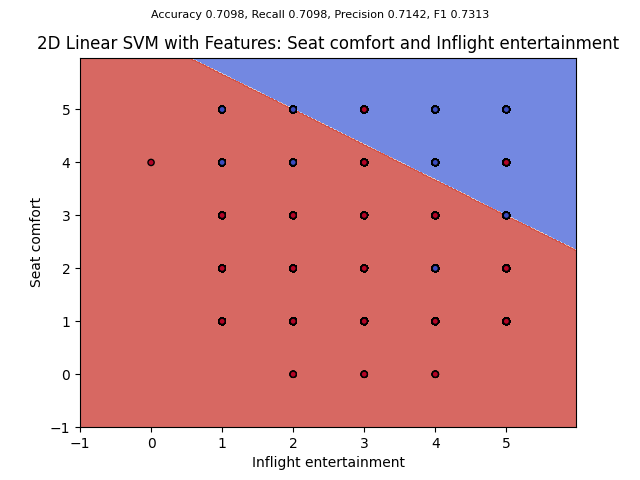 Accuracy 0.7098, Recall 0.7098, Precision 0.7142, F1 0.7313
2D Linear SVM with Features: Seat comfort and Inflight entertainment
5
4
3
2
1
0
−1
Seat comfort
−1 0 1 2 3 4 5
Inflight entertainment